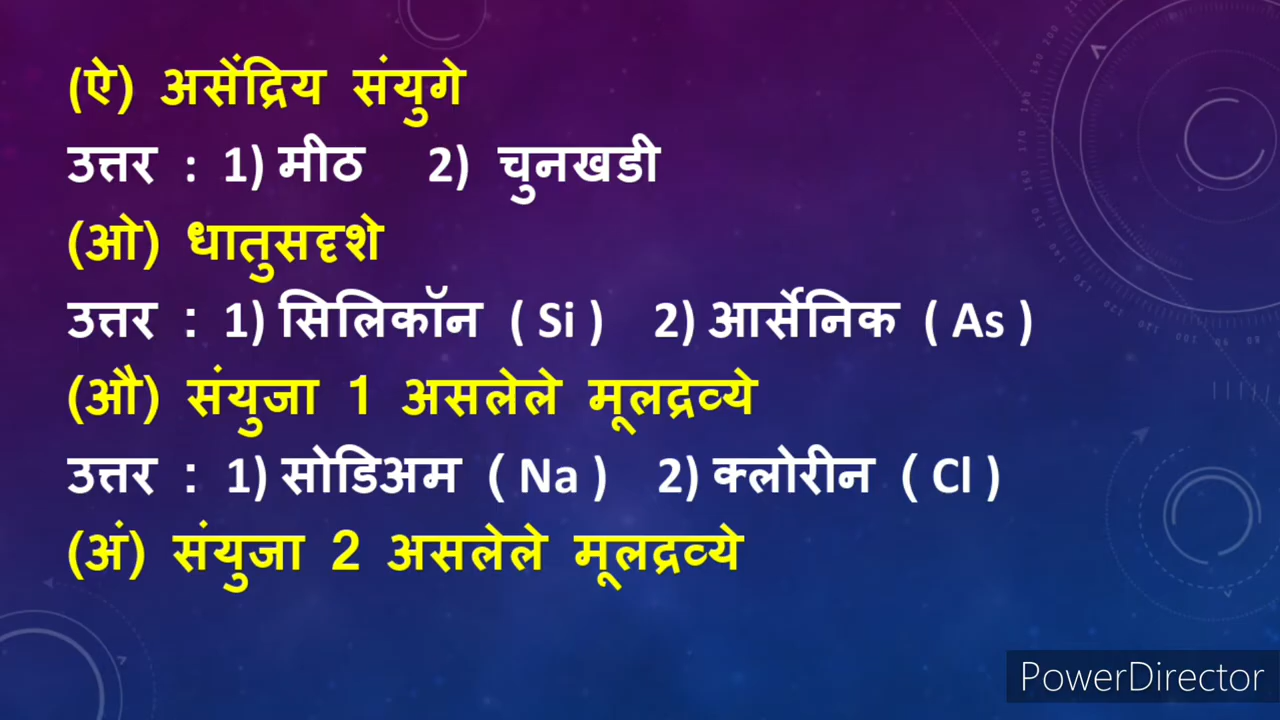 (ऐ) असेंद्रिय संयुगे
उत्तर : 1) मीठ 2) चुनखडी
(ओ) धातुसदृशे
उत्तर : 1) सिलिकॉन ( Si ) 2) आर्सेनिक ( As )
(औ) संयुजा 1 असलेले मूलद्रव्ये
उत्तर : 1) सोडिअम ( Na ) 2) क्लोरीन ( Cl )
(अं) संयुजा 2 असलेले मूलद्रव्ये
PowerDirector